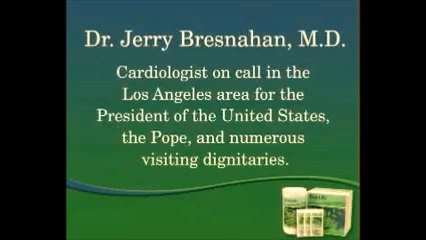 Dr. Jerry Bresnahan, M.D.
Cardiologist on call in the
Los Angeles area for the
President of the United States,
the Pope, and numerous
visiting dignitaries.